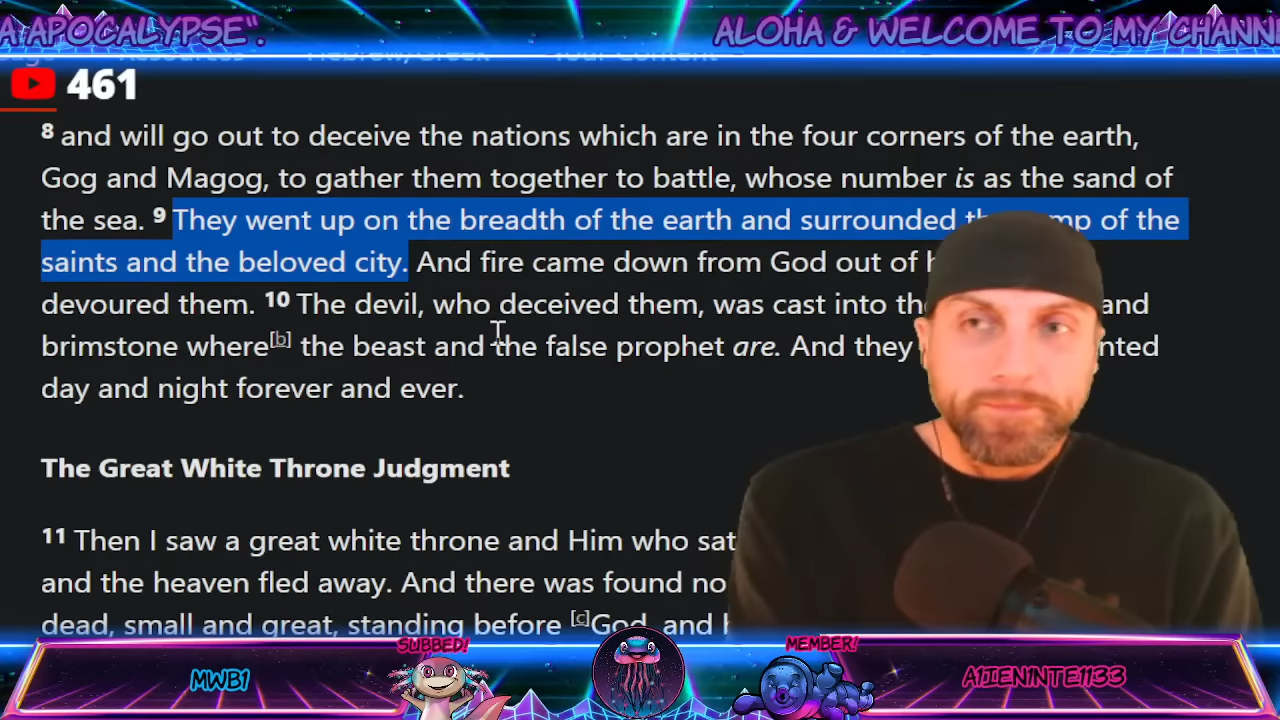 A APOCALYPSE".
ALOHA & WELCOME TO MY CHANN
461
8 and will go out to deceive the nations which are in the four corners of the earth,
Gog and Magog, to gather them together to battle, whose number is as the sand of
the sea. 9 They went up on the breadth of the earth and surrounded the camp of the
saints and the beloved city. And fire came down from God out of
devoured them. 10 The devil, who deceived them, was cast into the and
brimstone where[b] the beast and the false prophet are. And they
day and night forever and ever.
The Great White Throne Judgment
11 Then I saw a great white throne and Him who sat
and the heaven fled away. And there was found no
dead, small and great, standing before [c]God, and
SUBBED!
MEMBER!
MWB1
A1IEN1NTE1133